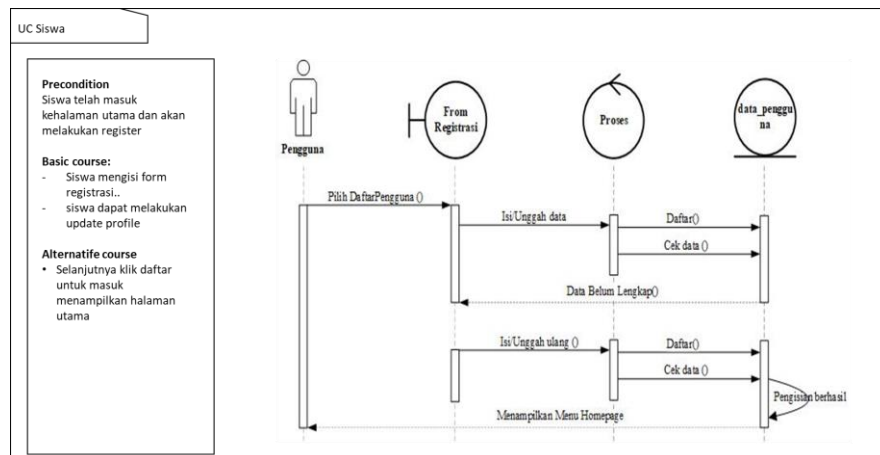 UC Siswa
Precondition
Siswa telah masuk
kehalaman utama dan akan
melakukan register
Basic course:
- Siswa mengisi form
registrasi..
- siswa dapat melakukan
update profile
Alternatife course
• Selanjutnya klik daftar
untuk masuk
menampilkan halaman
utama
Pengguna
From
Registrasi
Proses
data_penggu
na
Pilih DaftarPengguna ()
Isi/Unggah data
Daftar()
Cek data ()
Data Belum Lengkap()
Isi/Unggah ulang ()
Daftar()
Cek data ()
Pengisian berhasil
Menampilkan Menu Homepage